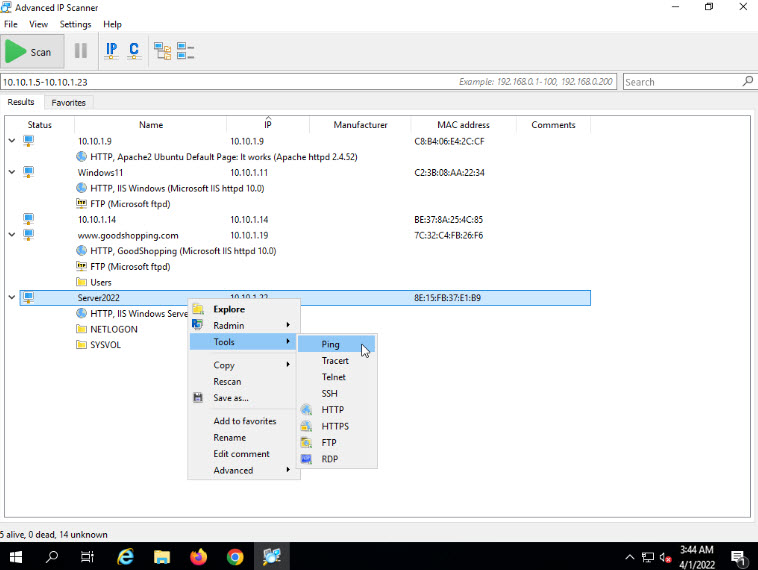 Advanced IP Scanner
File View Settings Help
Scan IP C
10.10.1.5-10.10.1.23 Example: 192.168.0.1-100, 192.168.0.200 Search
Results Favorites
Status Name IP Manufacturer MAC address Comments
10.10.1.9 10.10.1.9 C8:B4:06:E4:2C:CF
HTTP, Apache2 Ubuntu Default Page: It works (Apache httpd 2.4.52)
Windows11 10.10.1.11 C2:3B:08:AA:22:34
HTTP, IIS Windows (Microsoft IIS httpd 10.0)
FTP (Microsoft ftpd)
10.10.1.14 10.10.1.14 BE:37:8A:25:4C:85
www.goodshopping.com 10.10.1.19 7C:32:C4:FB:26:F6
HTTP, GoodShopping (Microsoft IIS httpd 10.0)
FTP (Microsoft ftpd)
Users
Server2022 10.10.1.22 8E:15:FB:37:E1:B9
HTTP, IIS Windows Serve
NETLOGON
SYSVOL
Explore
Radmin
Tools
Copy
Rescan
Save as...
Add to favorites
Rename
Edit comment
Advanced
Ping
Tracert
Telnet
SSH
HTTP
HTTPS
FTP
RDP
5 alive, 0 dead, 14 unknown
3:44 AM
4/1/2022
1